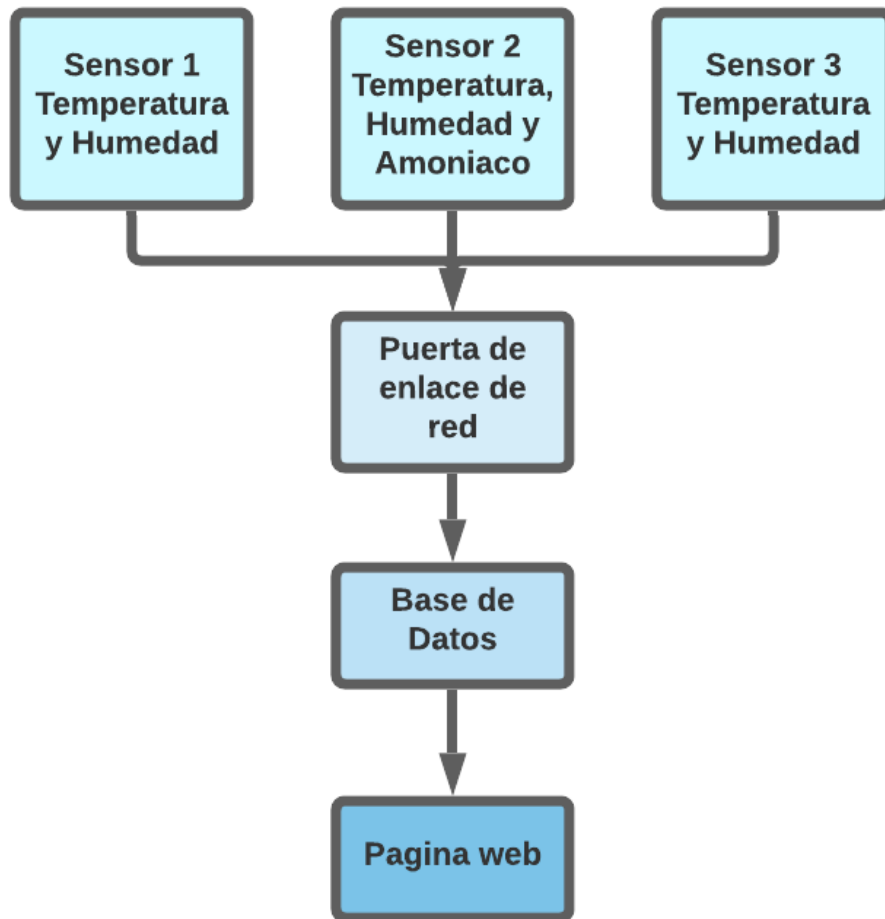 Sensor 1
Temperatura
y Humedad
Sensor 2
Temperatura,
Humedad y
Amoniaco
Sensor 3
Temperatura
y Humedad
Puerta de
enlace de
red
Base de
Datos
Pagina web